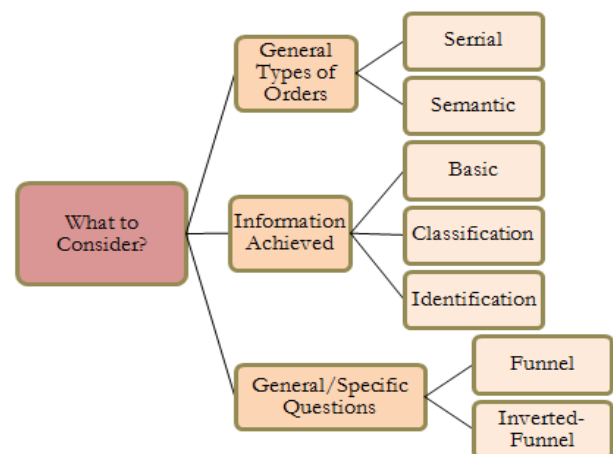 What to
Consider?
General
Types of
Orders
Serrial
Semantic
Information
Achieved
Basic
Classification
Identification
General/Specific
Questions
Funnel
Inverted-
Funnel